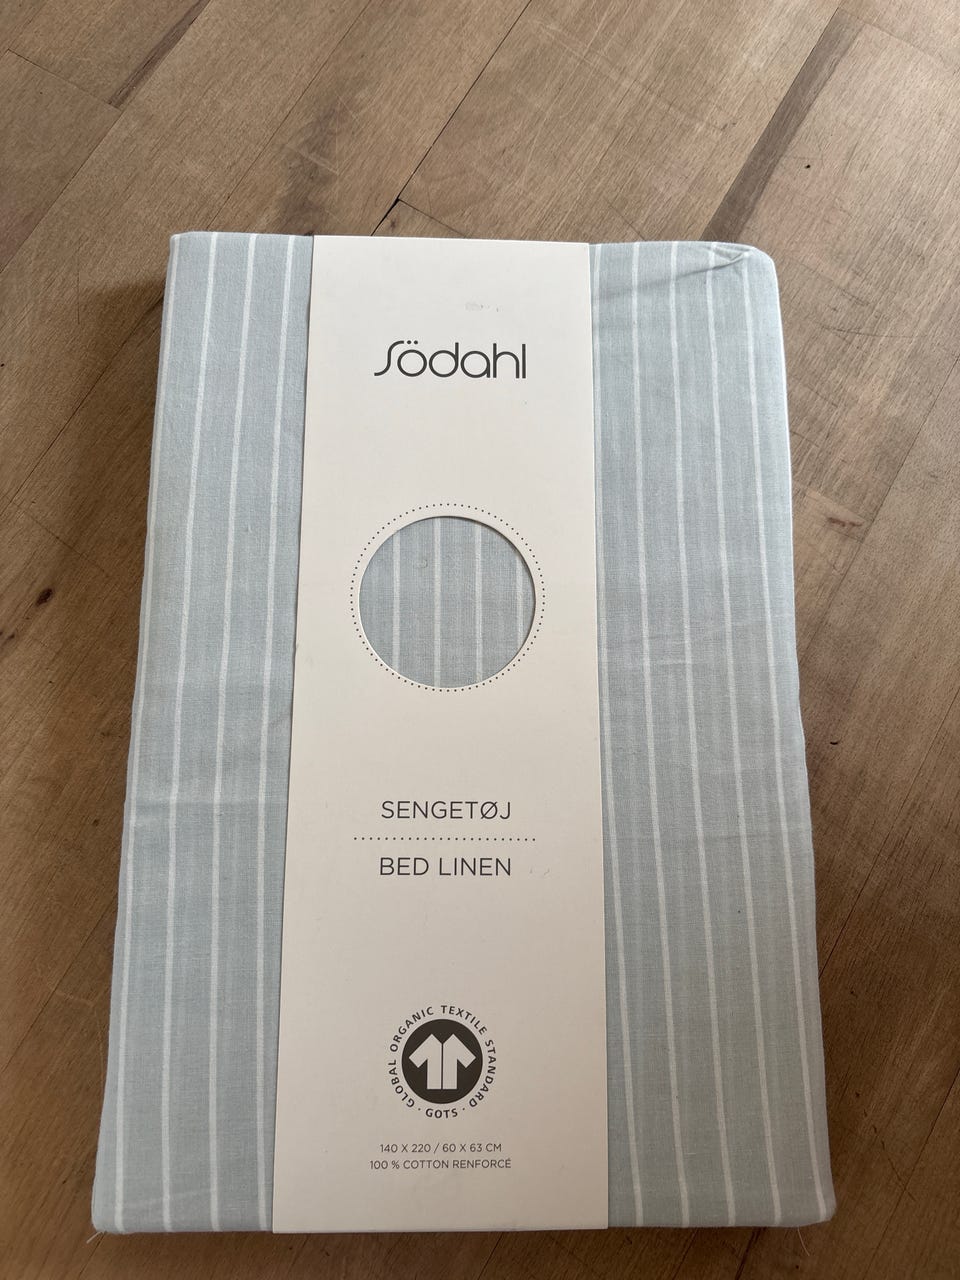 Södahl
SENGETØJ
BED LINEN
GLOBAL ORGANIC TEXTILE STANDARD · GOTS ·
140 X 220 / 60 X 63 CM
100 % COTTON RENFORCÉ